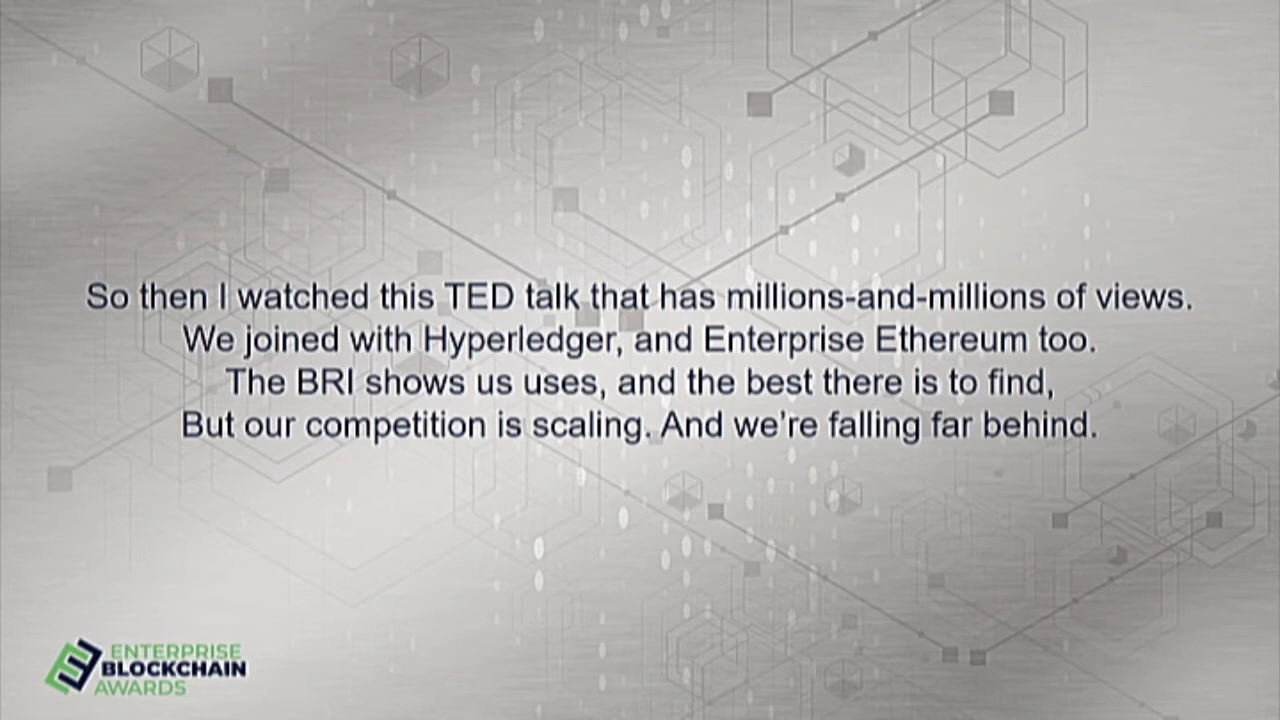 So then I watched this TED talk that has millions-and-millions of views.
We joined with Hyperledger, and Enterprise Ethereum too.
The BRI shows us uses, and the best there is to find,
But our competition is scaling. And we're falling far behind.
ENTERPRISE
BLOCKCHAIN
AWARDS